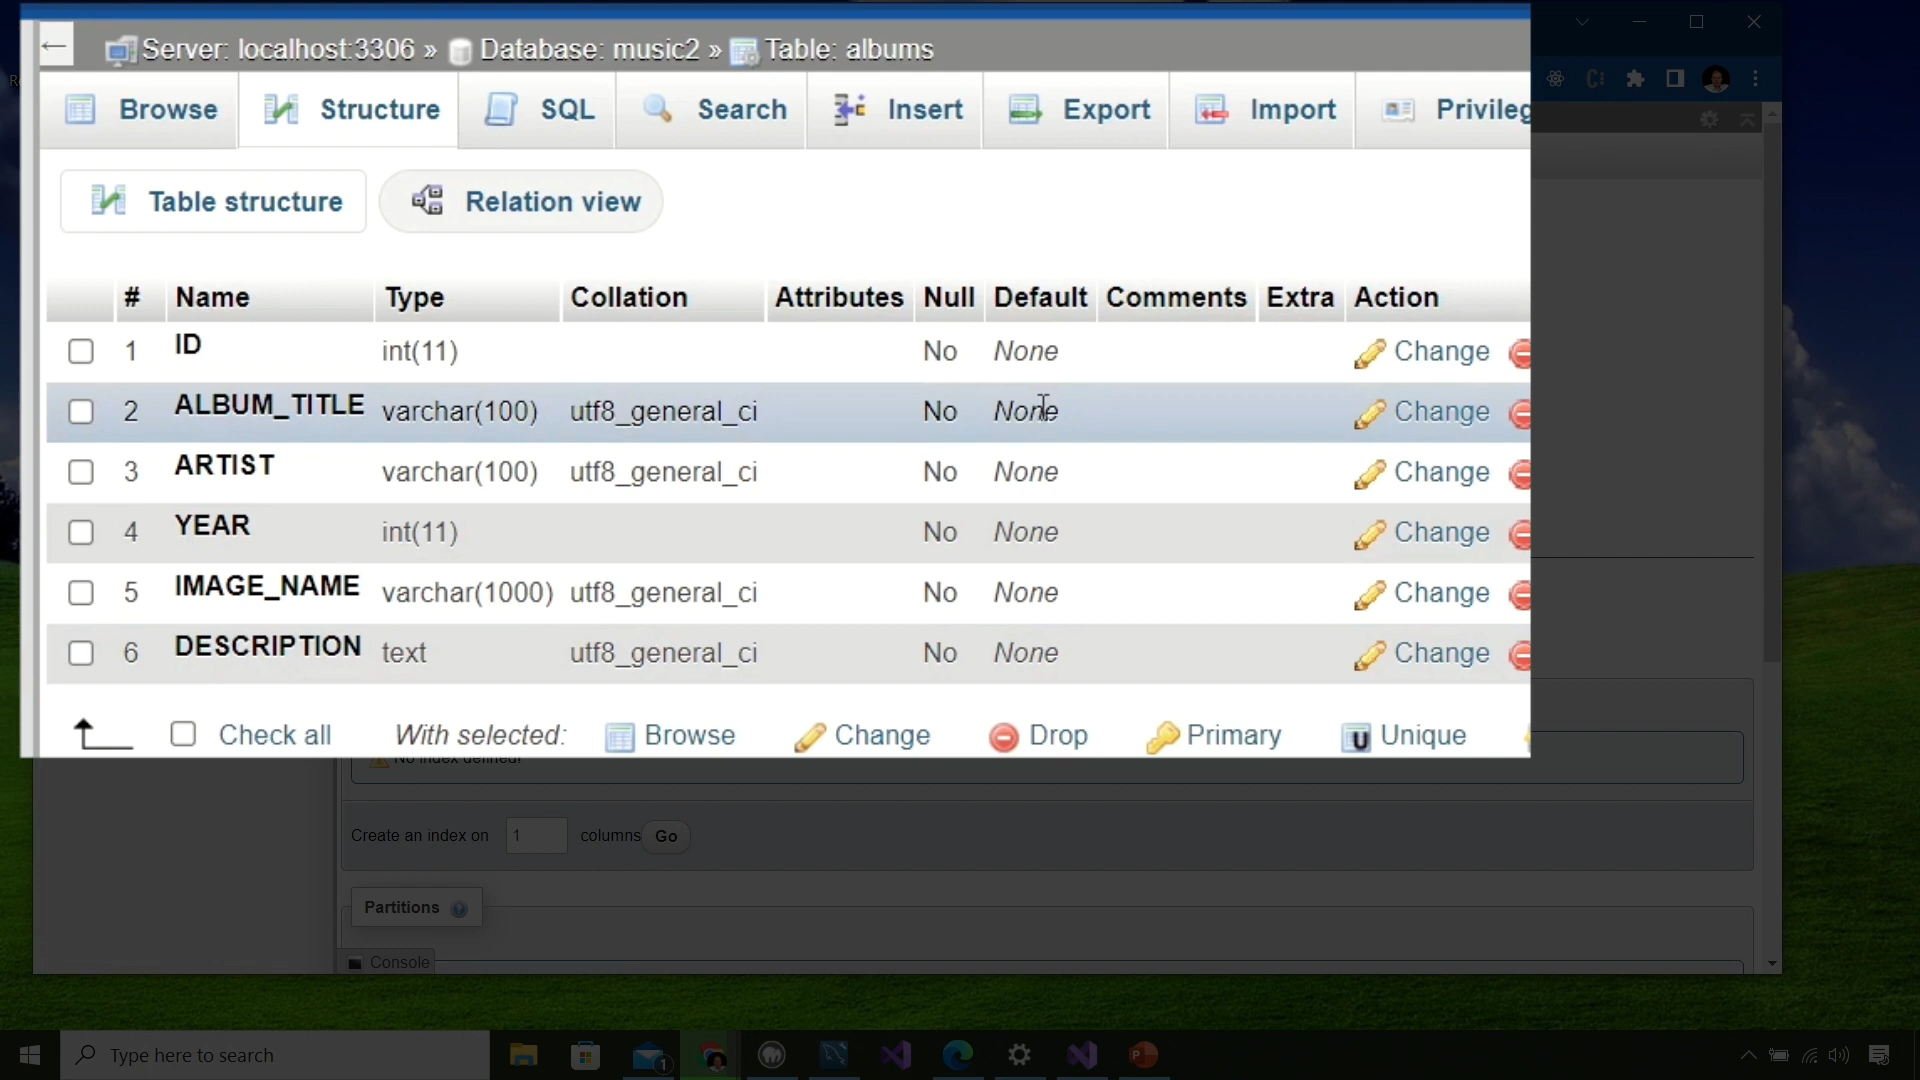 Server: localhost:3306 » Database: music2 » Table: albums
Browse Structure SQL Search Insert Export Import Privileg
Table structure Relation view
# Name Type Collation Attributes Null Default Comments Extra Action
1 ID int(11) No None Change
2 ALBUM_TITLE varchar(100) utf8_general_ci No None Change
3 ARTIST varchar(100) utf8_general_ci No None Change
4 YEAR int(11) No None Change
5 IMAGE_NAME varchar(1000) utf8_general_ci No None Change
6 DESCRIPTION text utf8_general_ci No None Change
Check all With selected: Browse Change Drop Primary Unique
No index defined!
Create an index on 1 columns Go
Partitions
Console
Type here to search 1